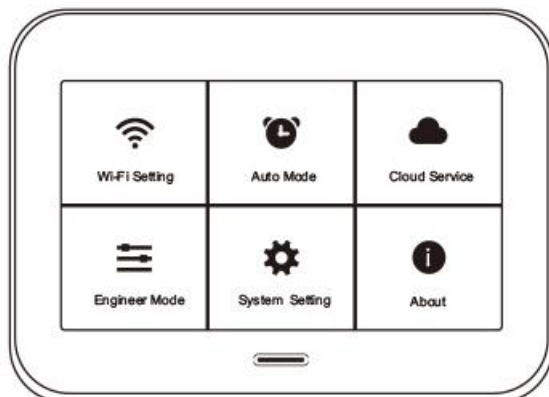 Wi-Fi Setting
Auto Mode
Cloud Service
Engineer Mode
System Setting
About